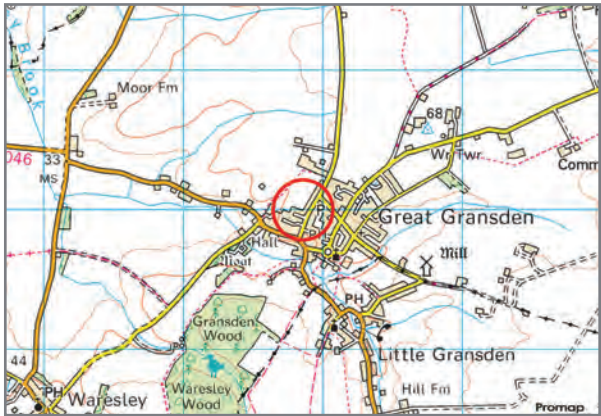 Y Brook
Moor Fm
68
Wr Twr
046
33
MS
Comm
Great Gransden
Hall
Moat
Mill
PH
Gransden
Wood
Little Gransden
44
Waresley
Wood
PH
Waresley
Hill Fm
Promap